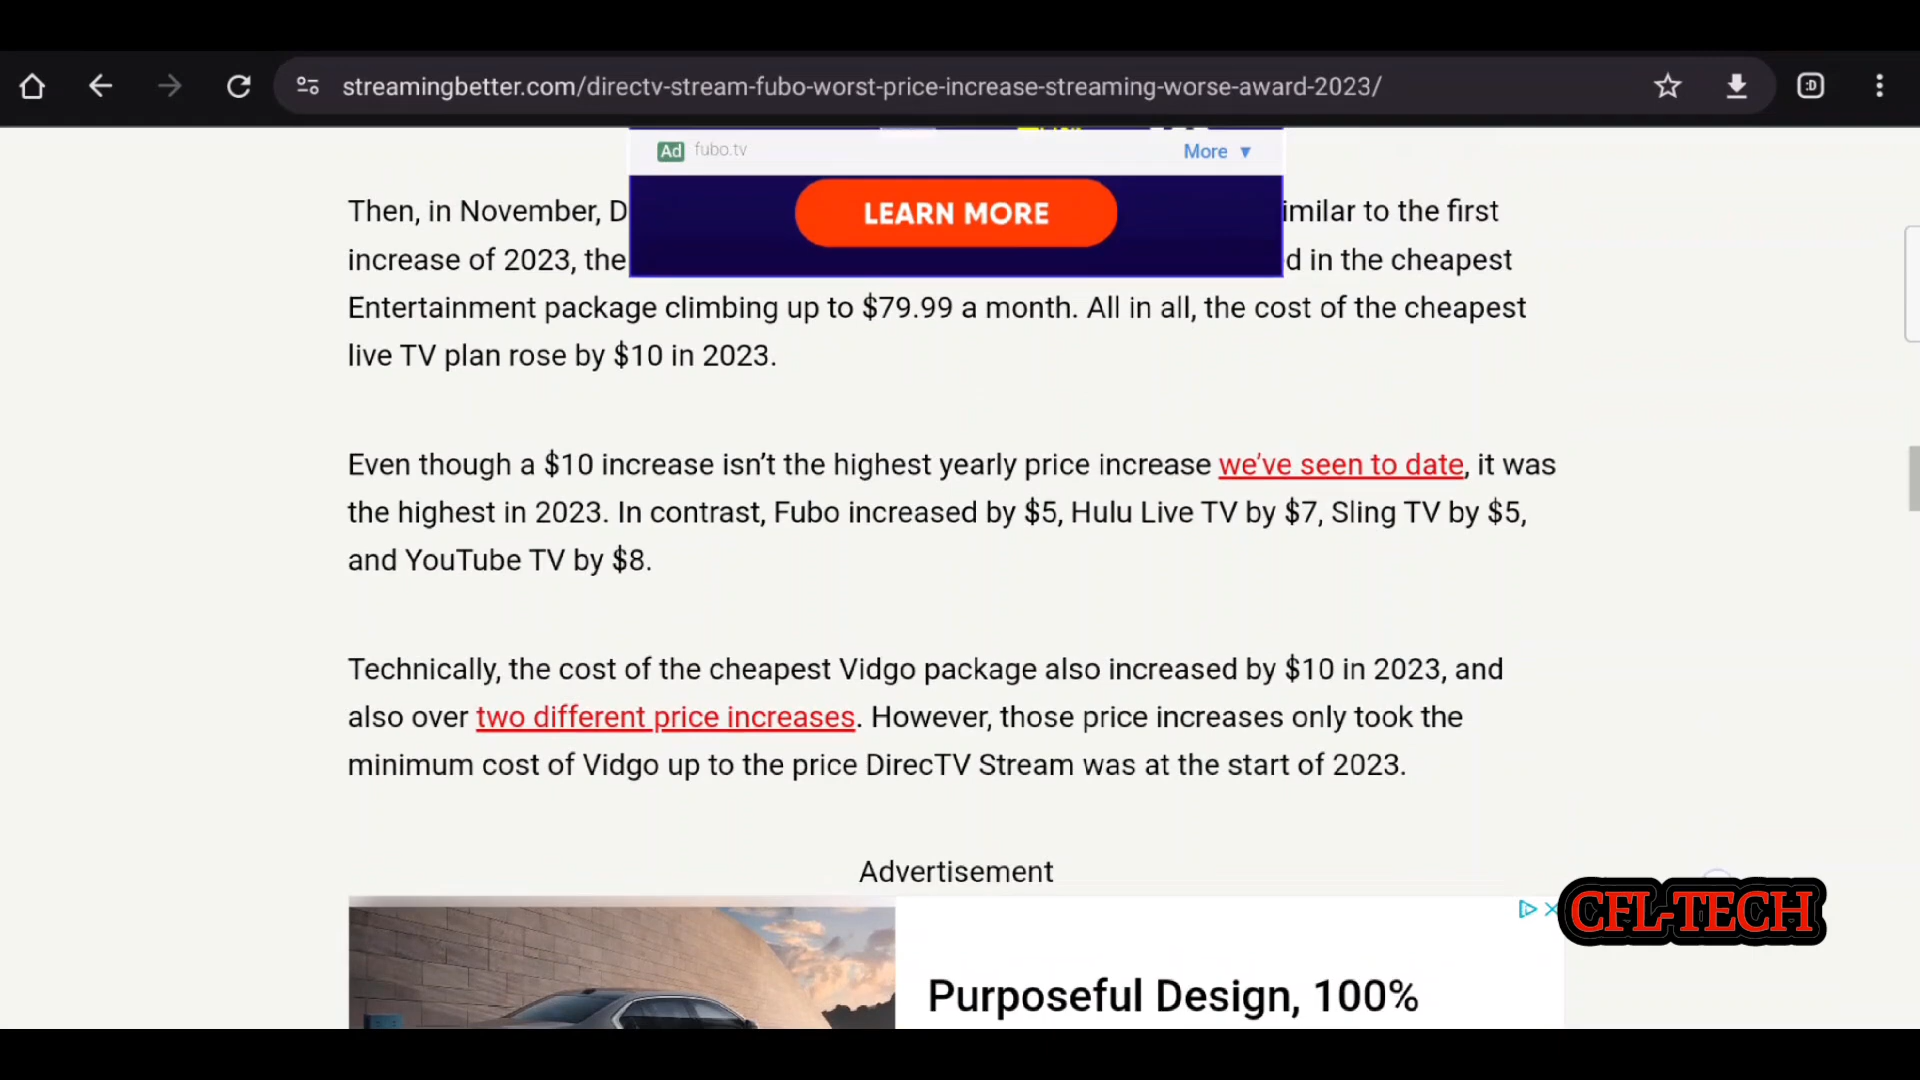 streamingbetter.com/directv-stream-fubo-worst-price-increase-streaming-worse-award-2023/
:D
Ad fubo.tv More ▼
LEARN MORE
Then, in November, D
imilar to the first
increase of 2023, the
d in the cheapest
Entertainment package climbing up to $79.99 a month. All in all, the cost of the cheapest
live TV plan rose by $10 in 2023.
Even though a $10 increase isn’t the highest yearly price increase we’ve seen to date, it was
the highest in 2023. In contrast, Fubo increased by $5, Hulu Live TV by $7, Sling TV by $5,
and YouTube TV by $8.
Technically, the cost of the cheapest Vidgo package also increased by $10 in 2023, and
also over two different price increases. However, those price increases only took the
minimum cost of Vidgo up to the price DirecTV Stream was at the start of 2023.
Advertisement
CFL-TECH
Purposeful Design, 100%